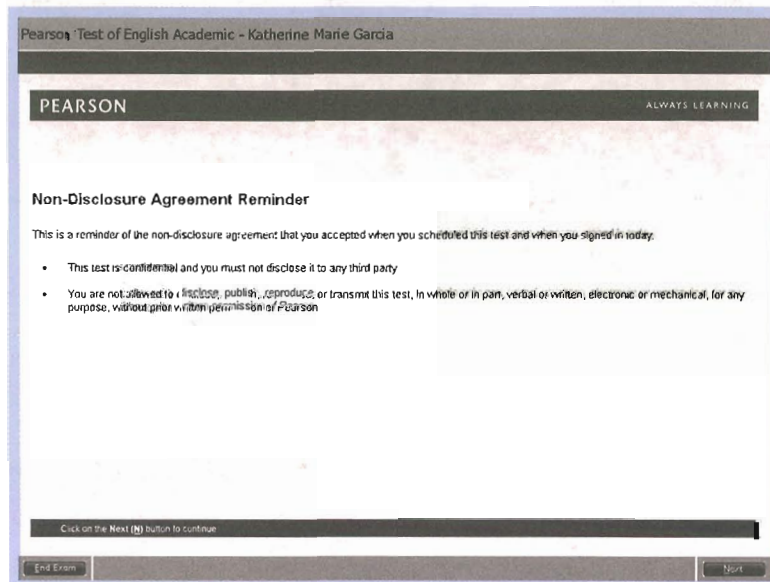 Pearson Test of English Academic - Katherine Marie Garcia
PEARSON
ALWAYS LEARNING
Non-Disclosure Agreement Reminder
This is a reminder of the non-disclosure agreement that you accepted when you scheduled this test and when you signed in today.
• This test is confidential and you must not disclose it to any third party
• You are not allowed to disclose, publish, reproduce, or transmit this test, in whole or in part, verbal or written, electronic or mechanical, for any
purpose, without prior written permission of Pearson
Click on the Next (N) button to continue
End Exam
Next